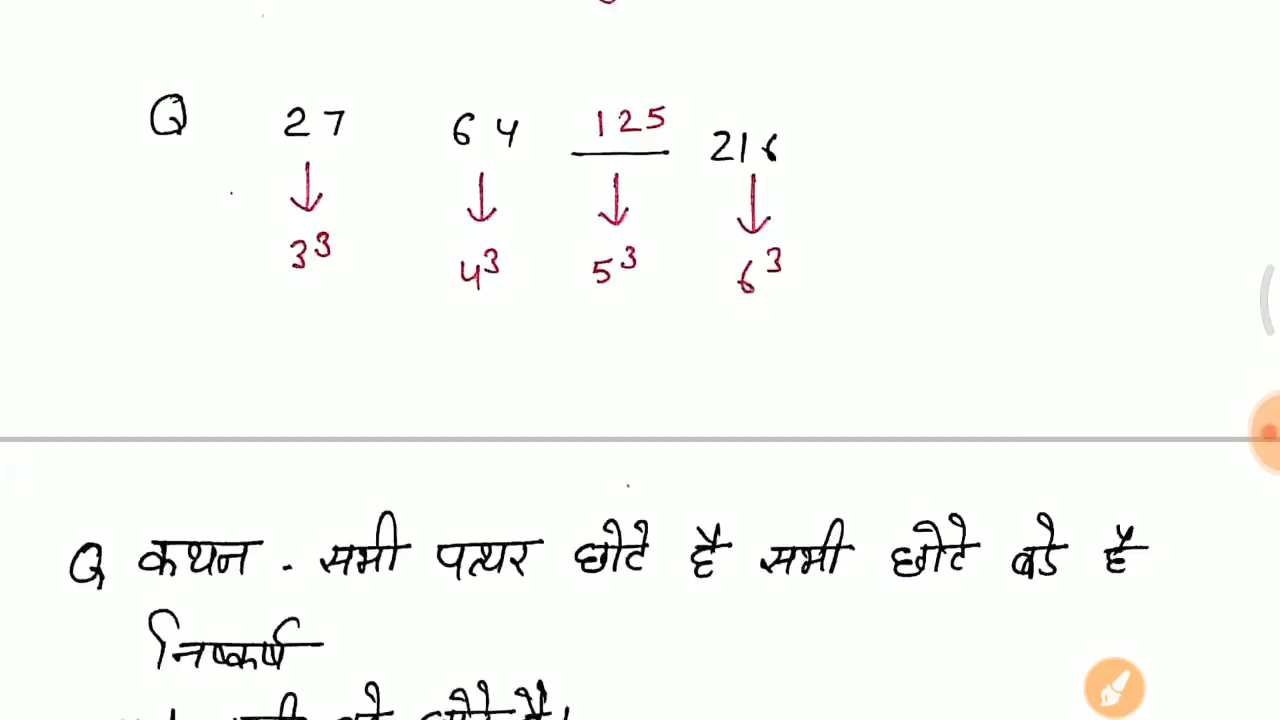 Q 27 64 125 216
3³ 4³ 5³ 6³
Q कथन . सभी पत्थर छोटे है सभी छोटे बडे है
निष्कर्ष